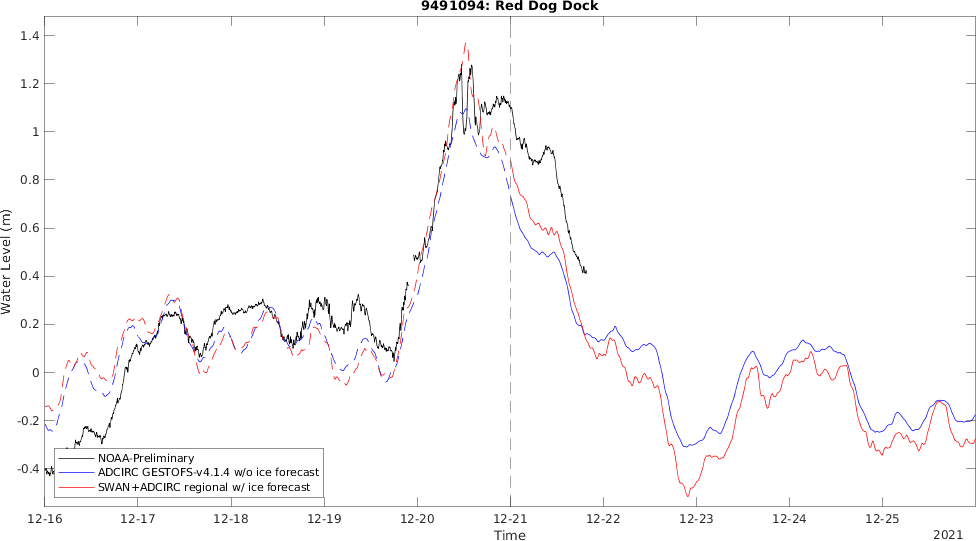 9491094: Red Dog Dock
Water Level (m)
1.4
1.2
1
0.8
0.6
0.4
0.2
0
-0.2
-0.4
NOAA-Preliminary
ADCIRC GESTOFS-v4.1.4 w/o ice forecast
SWAN+ADCIRC regional w/ ice forecast
12-16 12-17 12-18 12-19 12-20 12-21 12-22 12-23 12-24 12-25
Time
2021